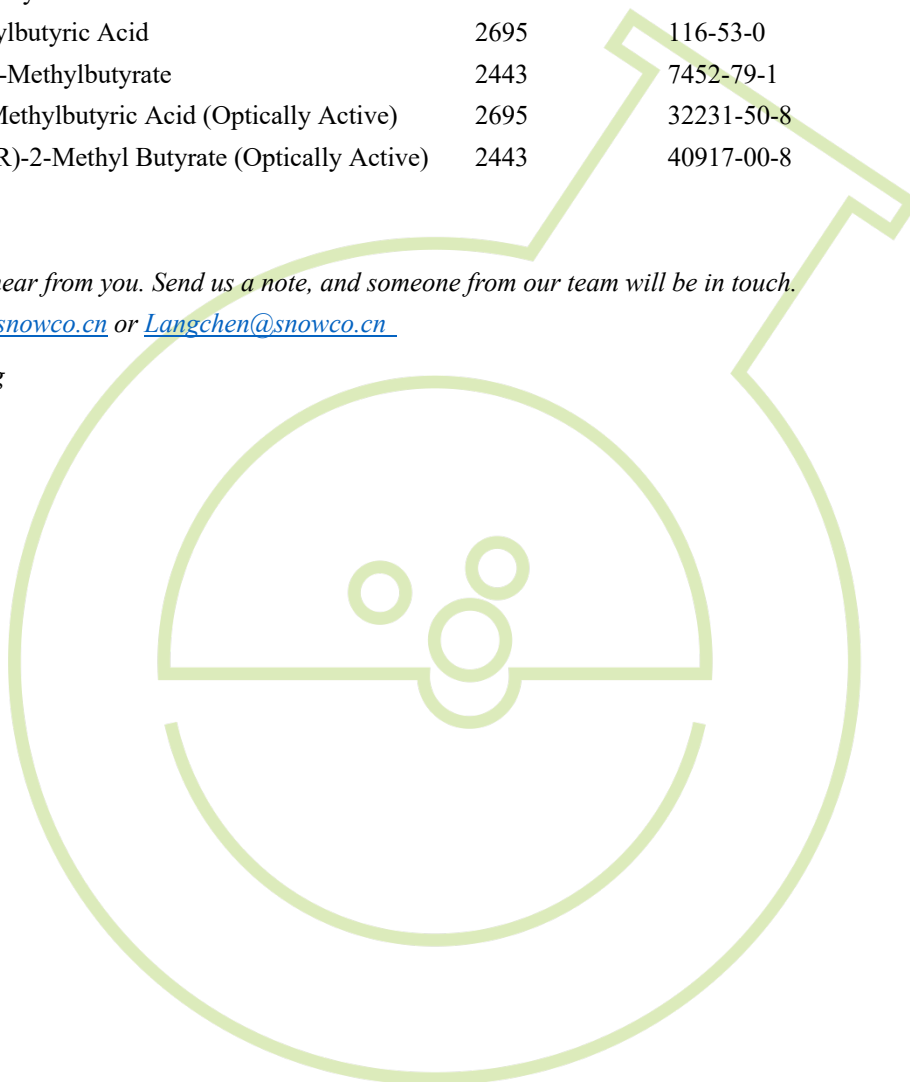 ylbutyric Acid 2695 116-53-0
-Methylbutyrate 2443 7452-79-1
Methylbutyric Acid (Optically Active) 2695 32231-50-8
R)-2-Methyl Butyrate (Optically Active) 2443 40917-00-8
hear from you. Send us a note, and someone from our team will be in touch.
snowco.cn or Langchen@snowco.cn
g